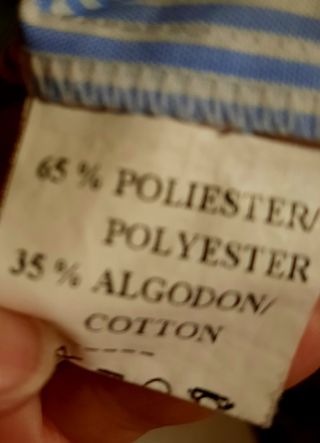 65 % POLIESTER/
POLYESTER
35 % ALGODON/
COTTON